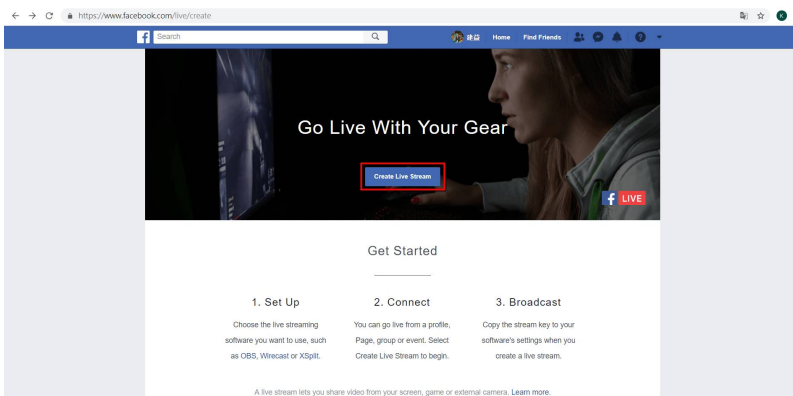 https://www.facebook.com/live/create
K
f Search 建益 Home Find Friends
Go Live With Your Gear
Create Live Stream
f LIVE
Get Started
1. Set Up
Choose the live streaming
software you want to use, such
as OBS, Wirecast or XSplit.
2. Connect
You can go live from a profile,
Page, group or event. Select
Create Live Stream to begin.
3. Broadcast
Copy the stream key to your
software's settings when you
create a live stream.
A live stream lets you share video from your screen, game or external camera. Learn more.